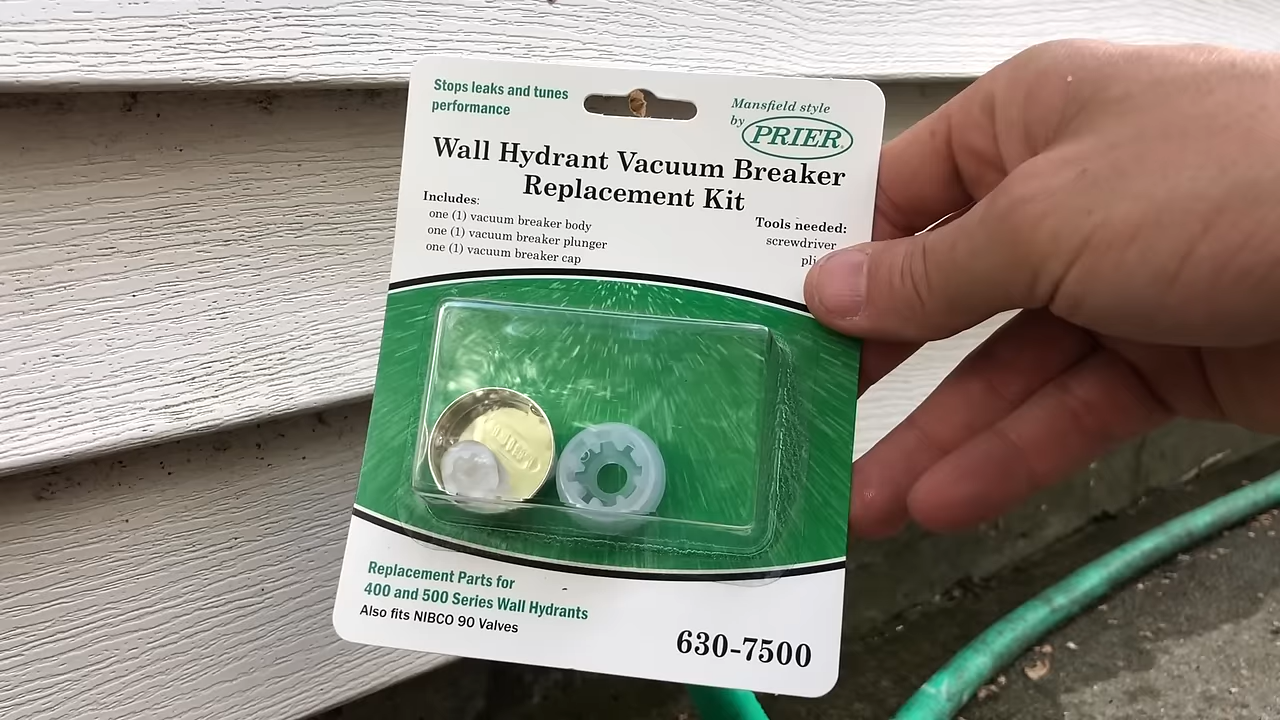 Stops leaks and tunes
performance
Mansfield style
by PRIER
Wall Hydrant Vacuum Breaker
Replacement Kit
Includes:
one (1) vacuum breaker body
one (1) vacuum breaker plunger
one (1) vacuum breaker cap
Tools needed:
screwdriver
Replacement Parts for
400 and 500 Series Wall Hydrants
Also fits NIBCO 90 Valves
630-7500